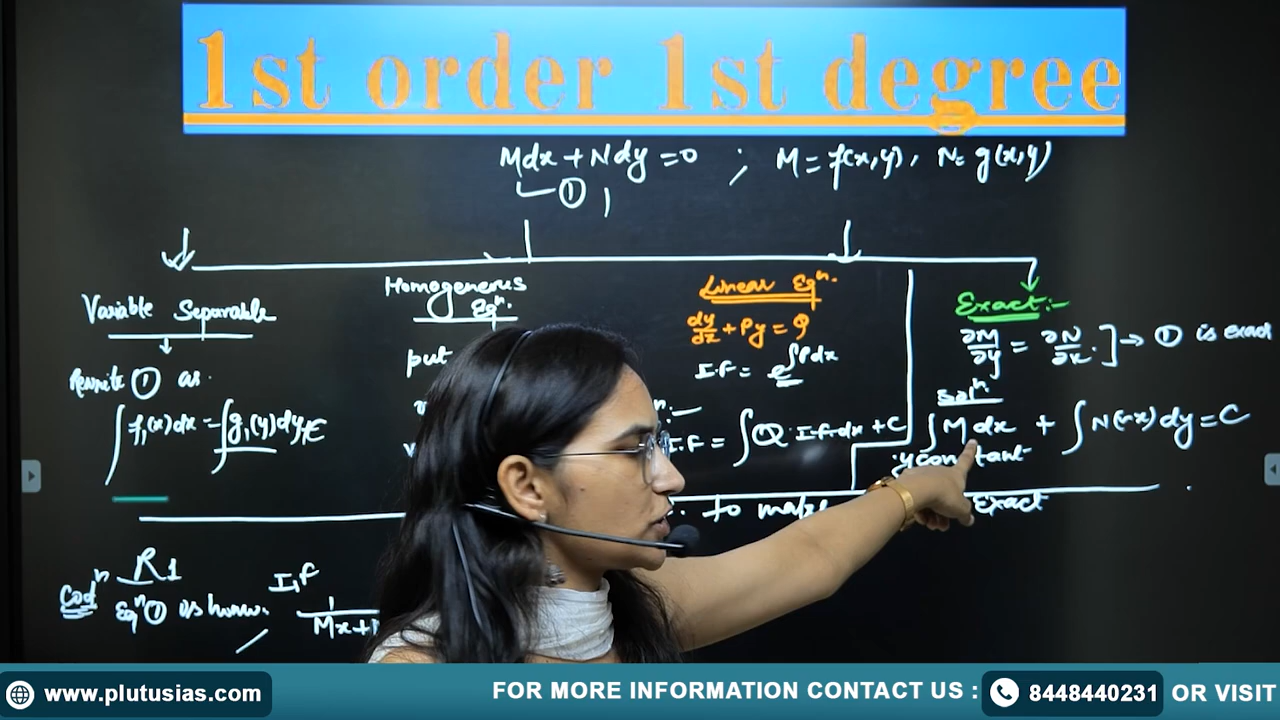 1st order 1st degree
Mdx + Ndy = 0 ; M = f(x,y), N = g(x,y)
①
Variable Separable
Rewrite ① as
∫f₁(x)dx = ∫g₁(y)dy + C
Homogeneous Eqⁿ.
put
Linear Eqⁿ.
dy/dx + Py = Q
I.F = e^∫Pdx
I.F = ∫Q·I.F.dx + C
Exact:-
∂M/∂y = ∂N/∂x ] → ① is exact
solⁿ.
∫Mdx + ∫N(-x)dy = C
y constant
to make
Exact
R1
Codⁿ
Eqⁿ ① is homo.
I.F
1/Mx+
www.plutusias.com
FOR MORE INFORMATION CONTACT US : 8448440231 OR VISIT